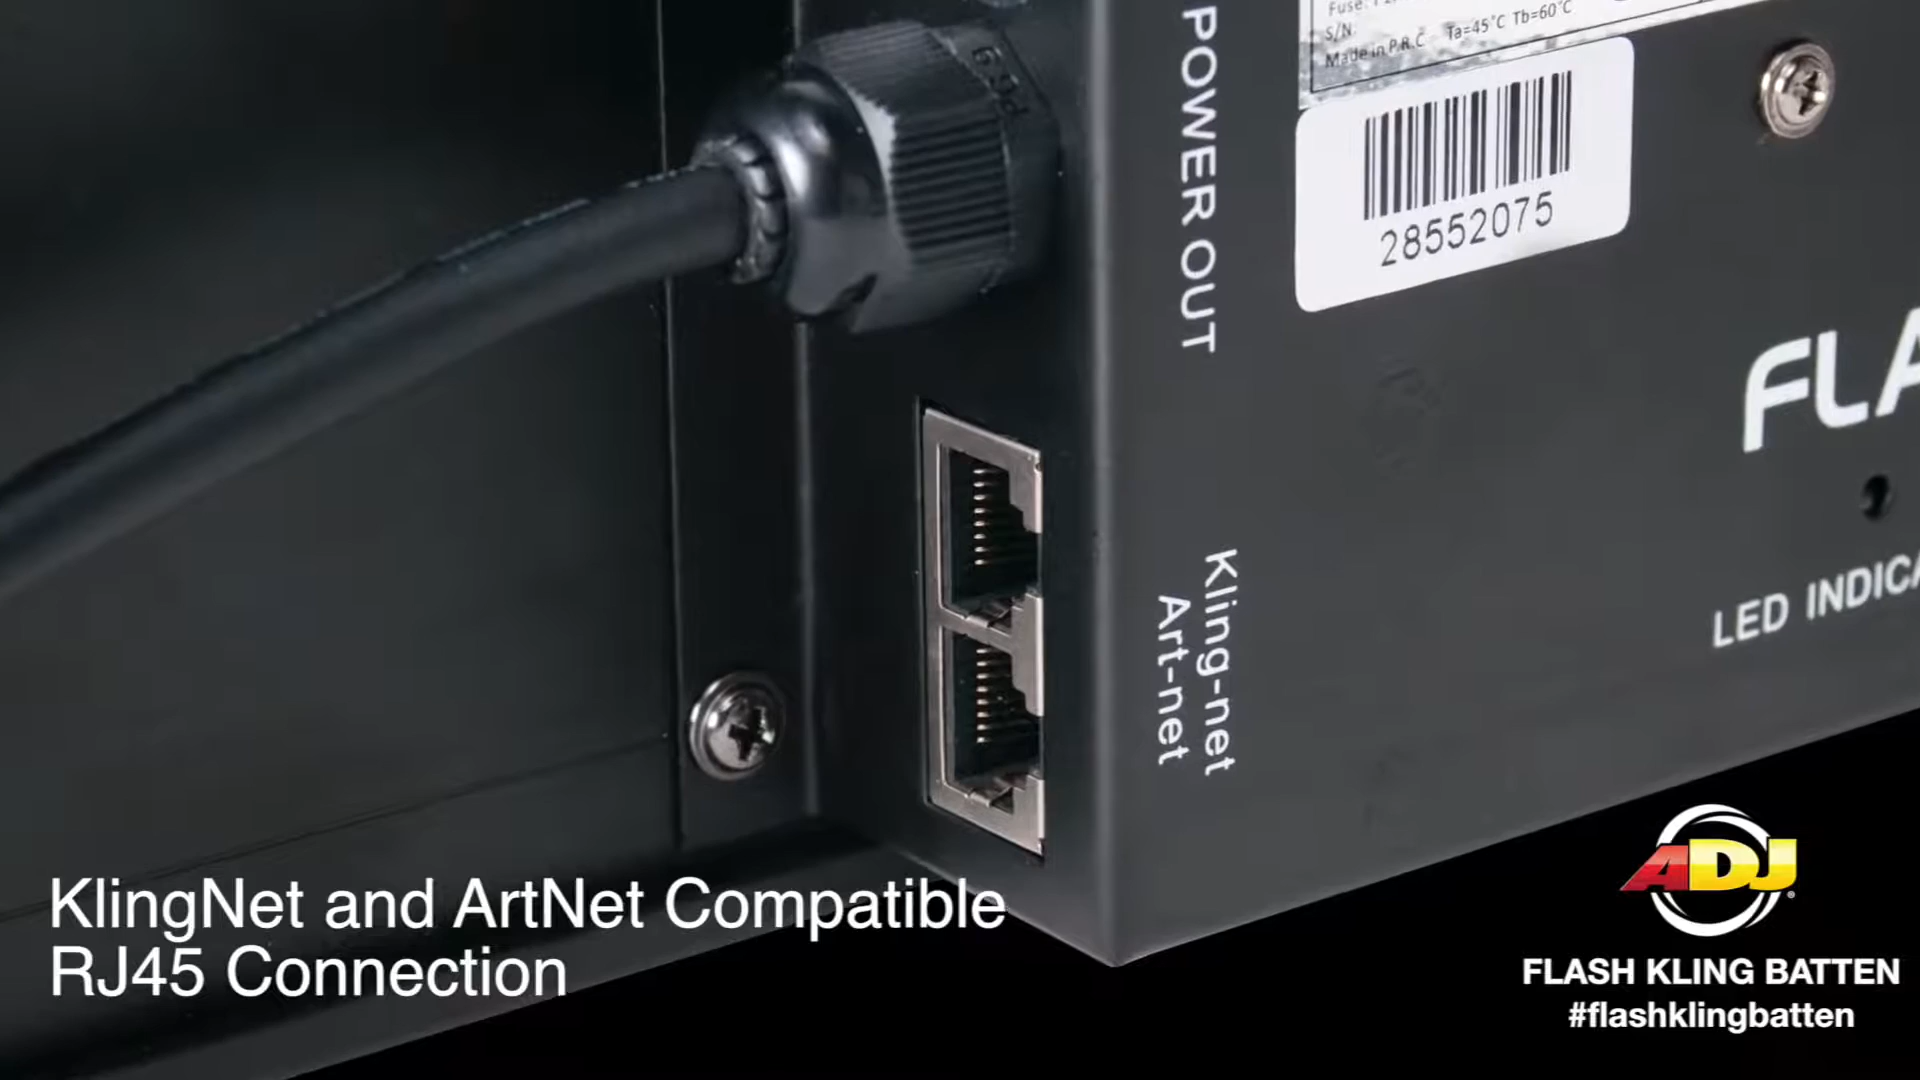 POWER OUT
S/N:
Made in P.R.C Ta=45°C Tb=60°C
PG9
28552075
FLA
LED INDICA
Kling-net
Art-net
KlingNet and ArtNet Compatible
RJ45 Connection
ADJ
FLASH KLING BATTEN
#flashklingbatten